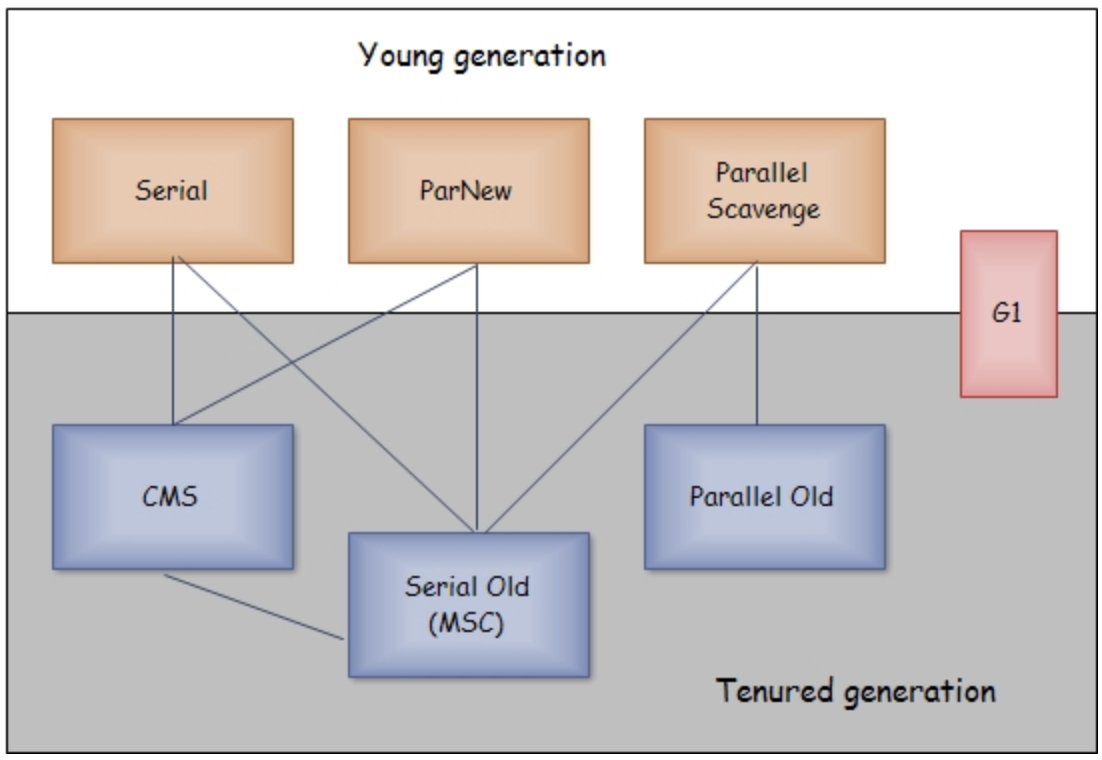 Young generation
Serial
ParNew
Parallel
Scavenge
G1
CMS
Parallel Old
Serial Old
(MSC)
Tenured generation